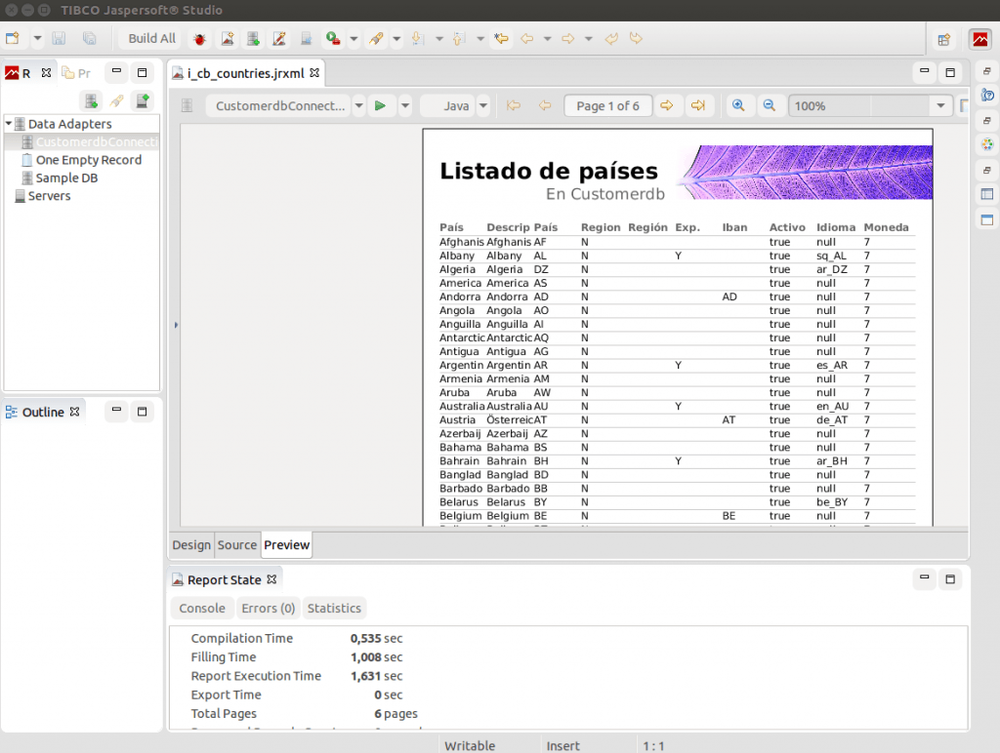 TIBCO Jaspersoft® Studio
Build All
R Pr
i_cb_countries.jrxml
CustomerdbConnect... Java Page 1 of 6 100%
Data Adapters
CustomerdbConnecti
One Empty Record
Sample DB
Servers
Outline
Listado de países
En Customerdb
País Descrip País Region Región Exp. Iban Activo Idioma Moneda
Afghanis Afghanis AF N true null 7
Albany Albany AL N Y true sq_AL 7
Algeria Algeria DZ N true ar_DZ 7
America America AS N true null 7
Andorra Andorra AD N AD true null 7
Angola Angola AO N true null 7
Anguilla Anguilla AI N true null 7
Antarctic Antarctic AQ N true null 7
Antigua Antigua AG N true null 7
Argentin Argentin AR N Y true es_AR 7
Armenia Armenia AM N true null 7
Aruba Aruba AW N true null 7
Australia Australia AU N Y true en_AU 7
Austria Österreic AT N AT true de_AT 7
Azerbaij Azerbaij AZ N true null 7
Bahama Bahama BS N true null 7
Bahrain Bahrain BH N Y true ar_BH 7
Banglad Banglad BD N true null 7
Barbado Barbado BB N true null 7
Belarus Belarus BY N true be_BY 7
Belgium Belgium BE N BE true null 7
Design Source Preview
Report State
Console Errors (0) Statistics
Compilation Time 0,535 sec
Filling Time 1,008 sec
Report Execution Time 1,631 sec
Export Time 0 sec
Total Pages 6 pages
Writable Insert 1 : 1